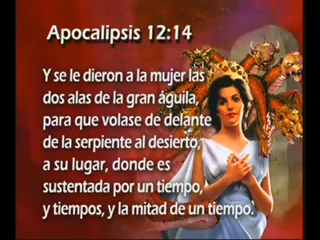 Apocalipsis 12:14
Y se le dieron a la mujer las
dos alas de la gran águila,
para que volase de delante
de la serpiente al desierto,
a su lugar, donde es
sustentada por un tiempo,
y tiempos, y la mitad de un tiempo.